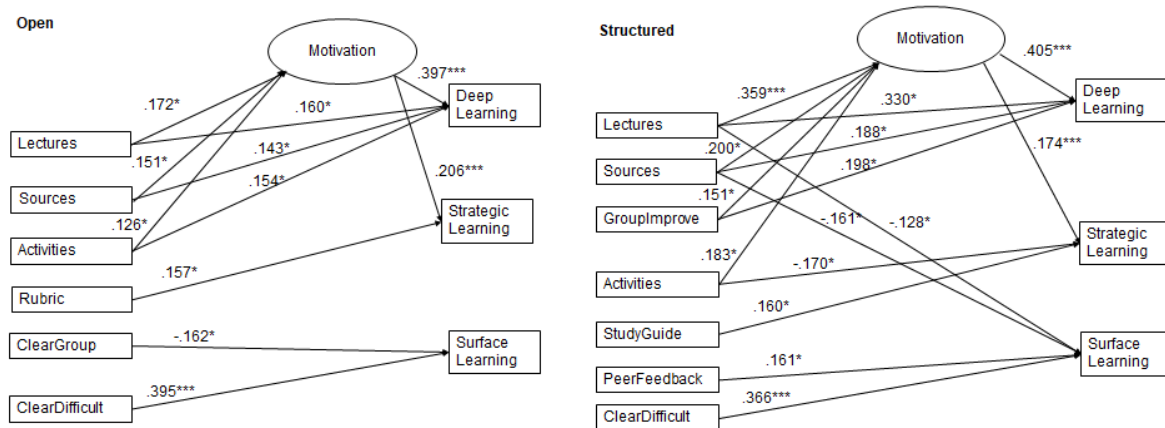 Open
Motivation
.397***
.172*
.160*
Deep
Learning
Lectures
.151*
.143*
.154*
.206***
Sources
.126*
Strategic
Learning
Activities
.157*
Rubric
ClearGroup
-.162*
Surface
Learning
.395***
ClearDifficult
Structured
Motivation
.405***
.359***
.330*
Deep
Learning
Lectures
.188*
.174***
.200*
Sources
.198*
.151*
GroupImprove
-.161*
-.128*
Strategic
Learning
.183*
-.170*
Activities
.160*
StudyGuide
Surface
Learning
.161*
PeerFeedback
.366***
ClearDifficult